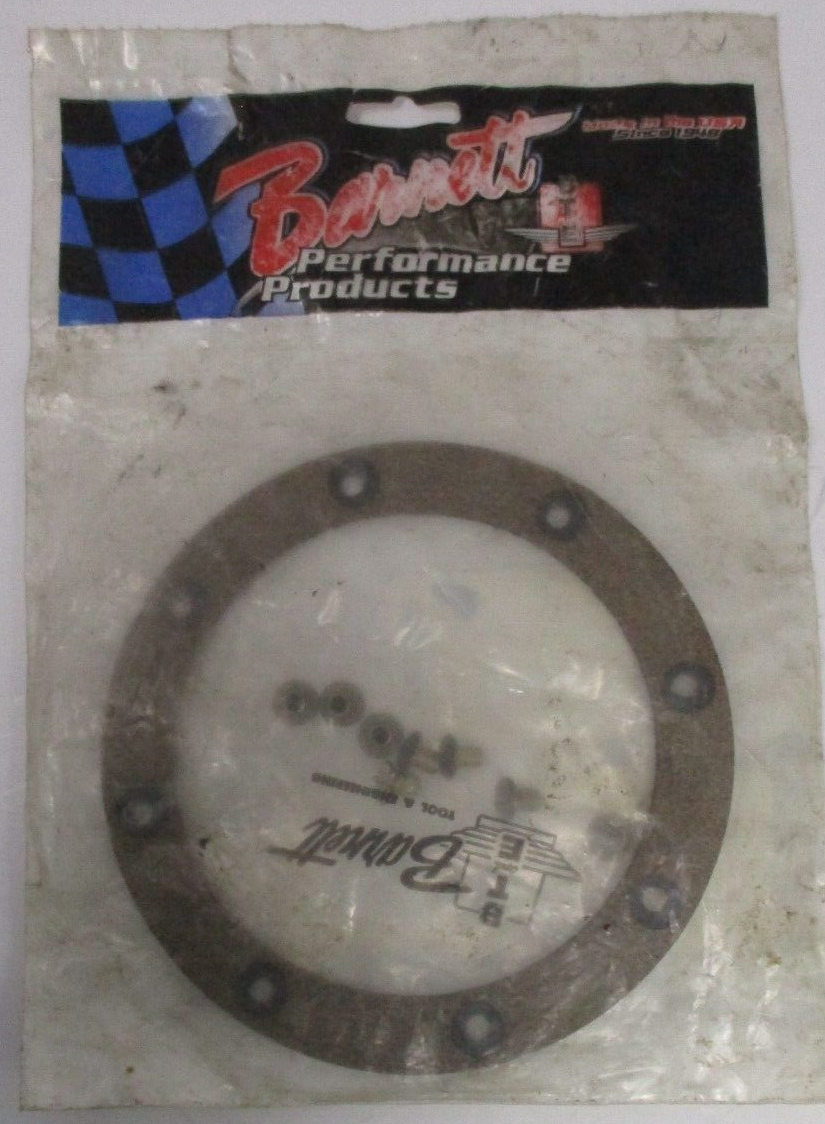 Barnett
Made in the USA
Since 1948
Performance
Products
TOOL & ENGINEERING
Barnett